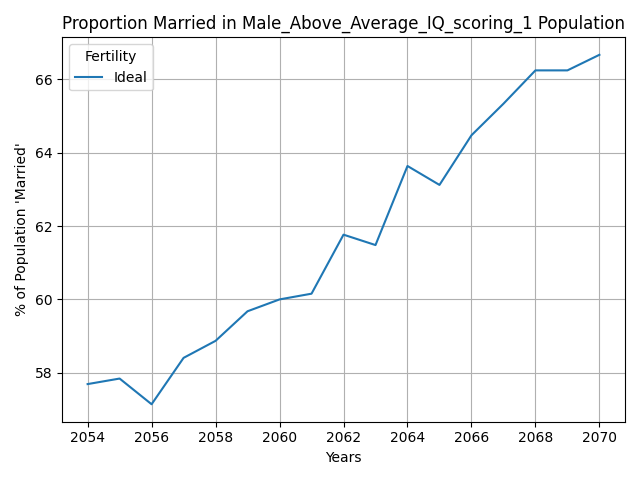 Proportion Married in Male_Above_Average_IQ_scoring_1 Population
Fertility
Ideal
% of Population 'Married'
66
64
62
60
58
2054 2056 2058 2060 2062 2064 2066 2068 2070
Years